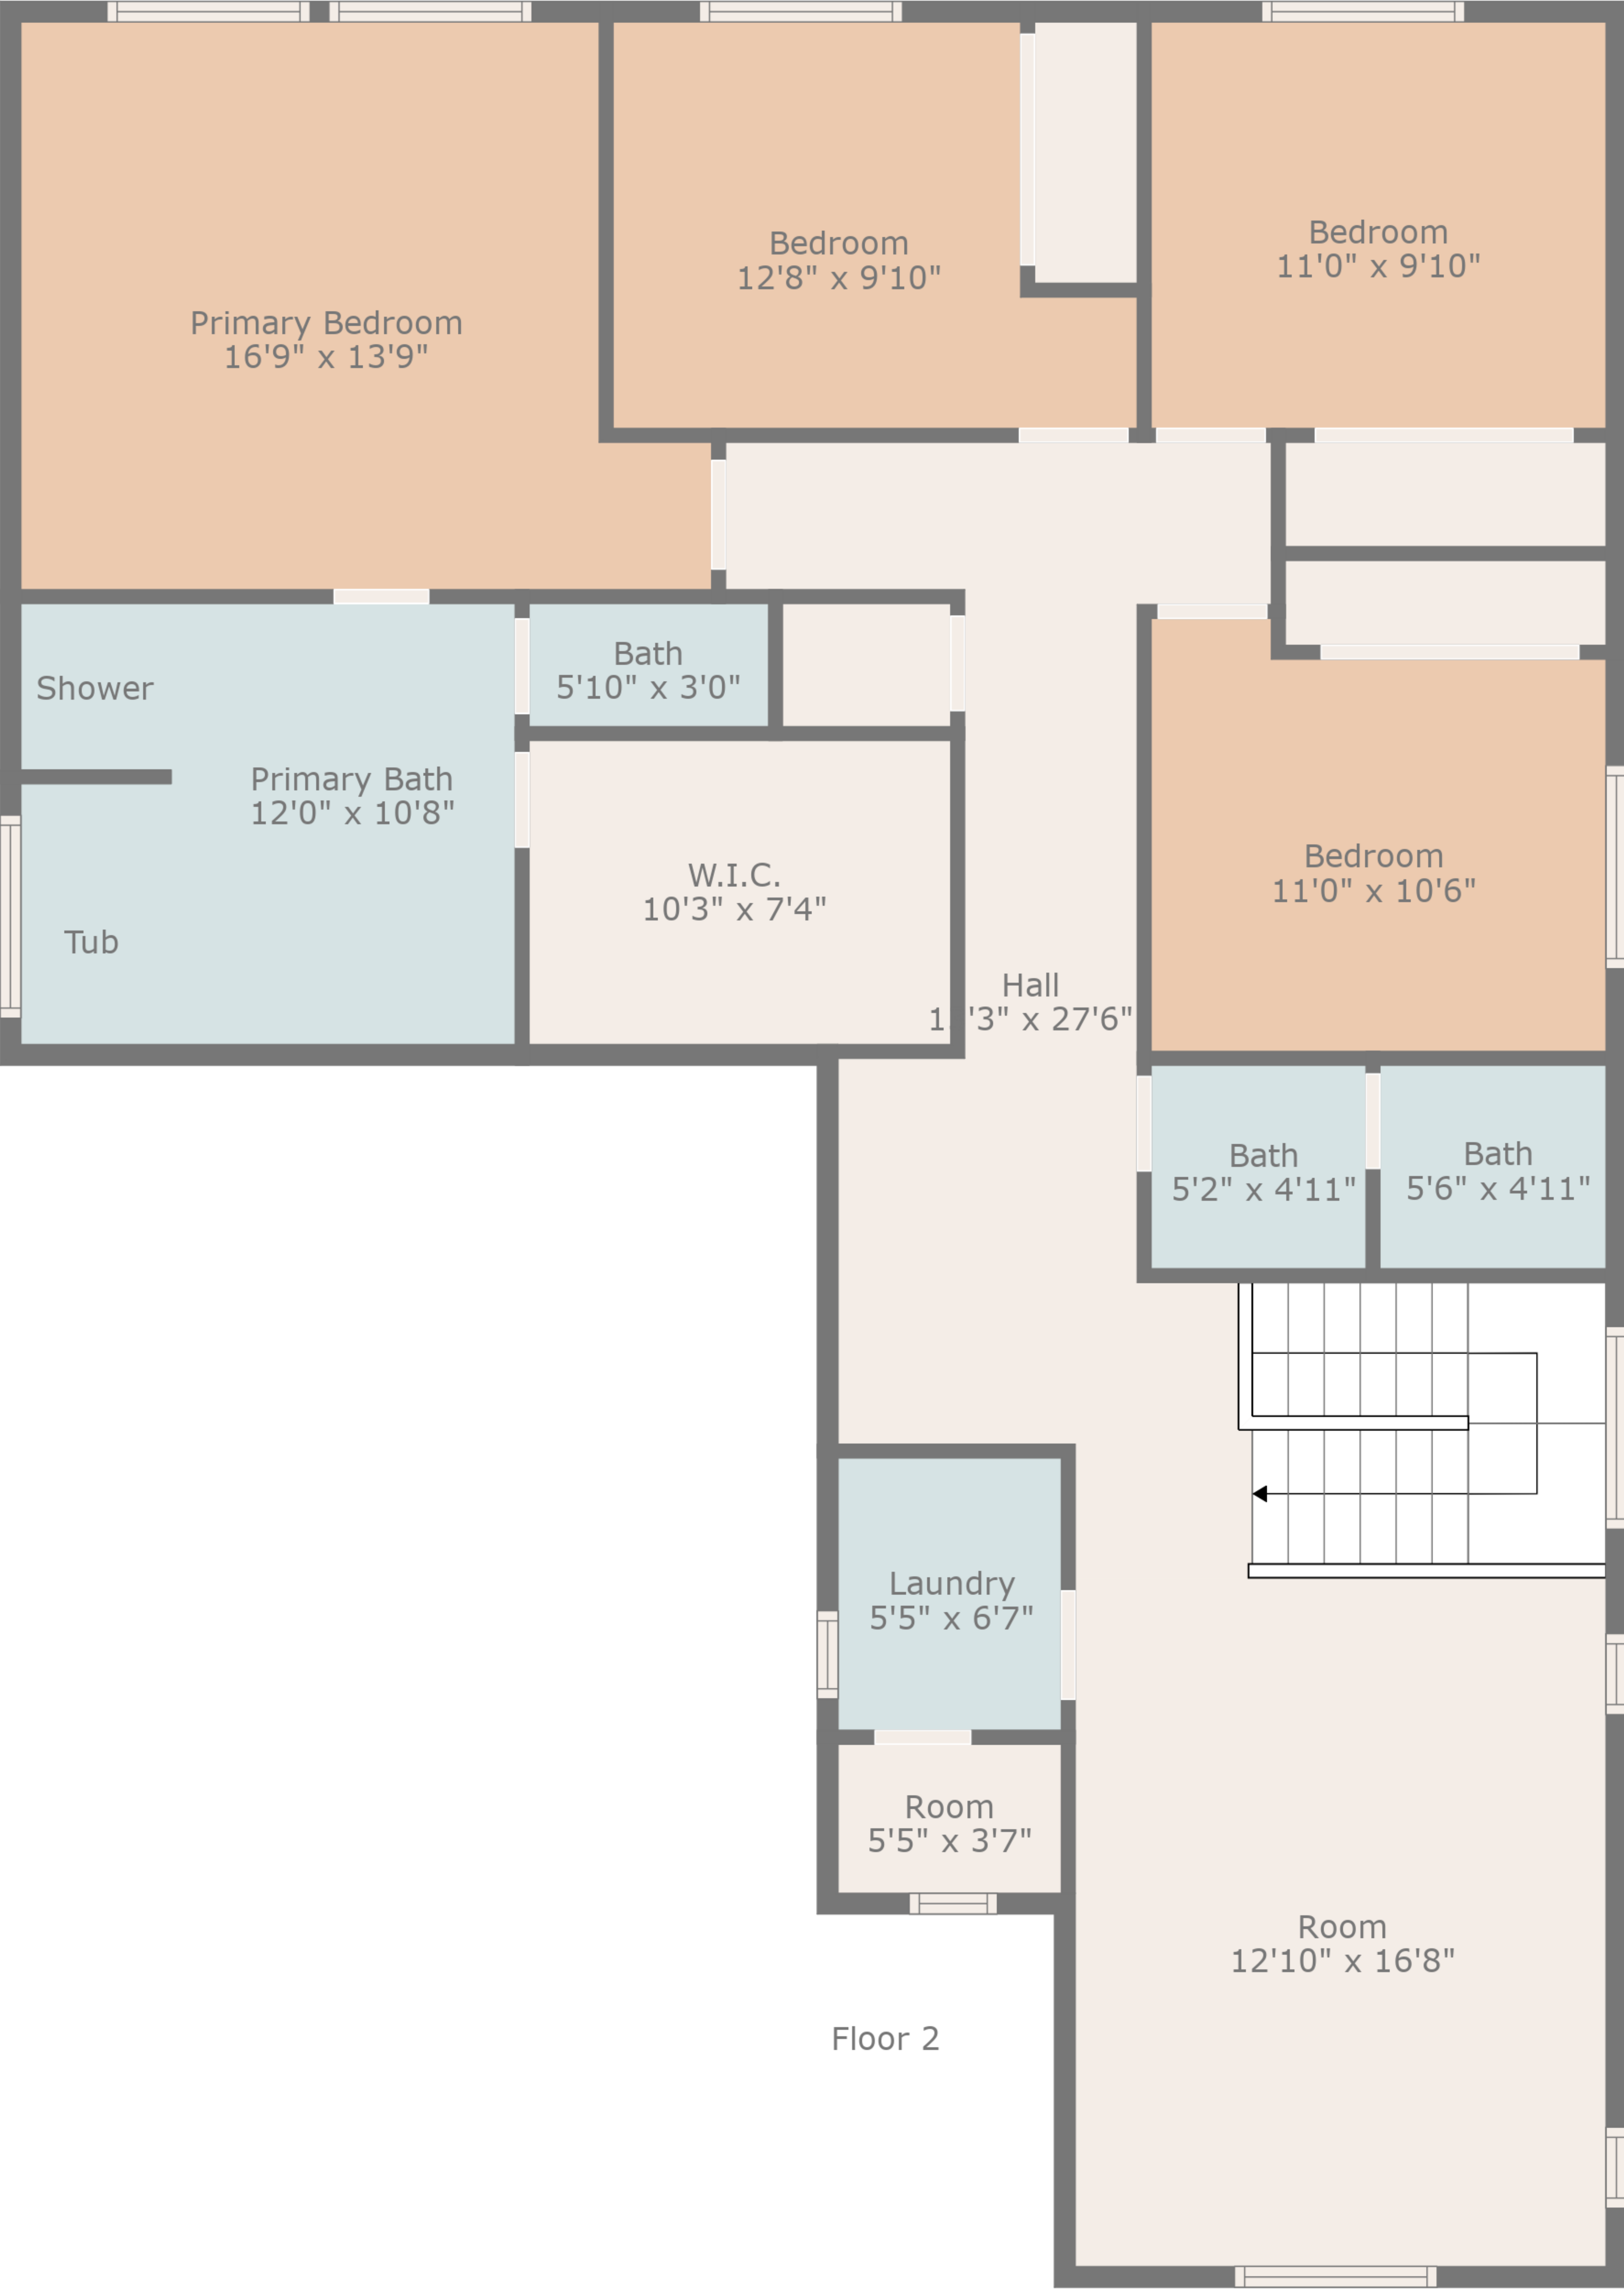 Bedroom
11'0" x 9'10"
Bedroom
12'8" x 9'10"
Primary Bedroom
16'9" x 13'9"
Bath
5'10" x 3'0"
Shower
Primary Bath
12'0" x 10'8"
W.I.C.
10'3" x 7'4"
Bedroom
11'0" x 10'6"
Tub
Hall
x 27'6"
Bath
5'2" x 4'11"
Bath
5'6" x 4'11"
Laundry
5'5" x 6'7"
Room
5'5" x 3'7"
Room
12'10" x 16'8"
Floor 2